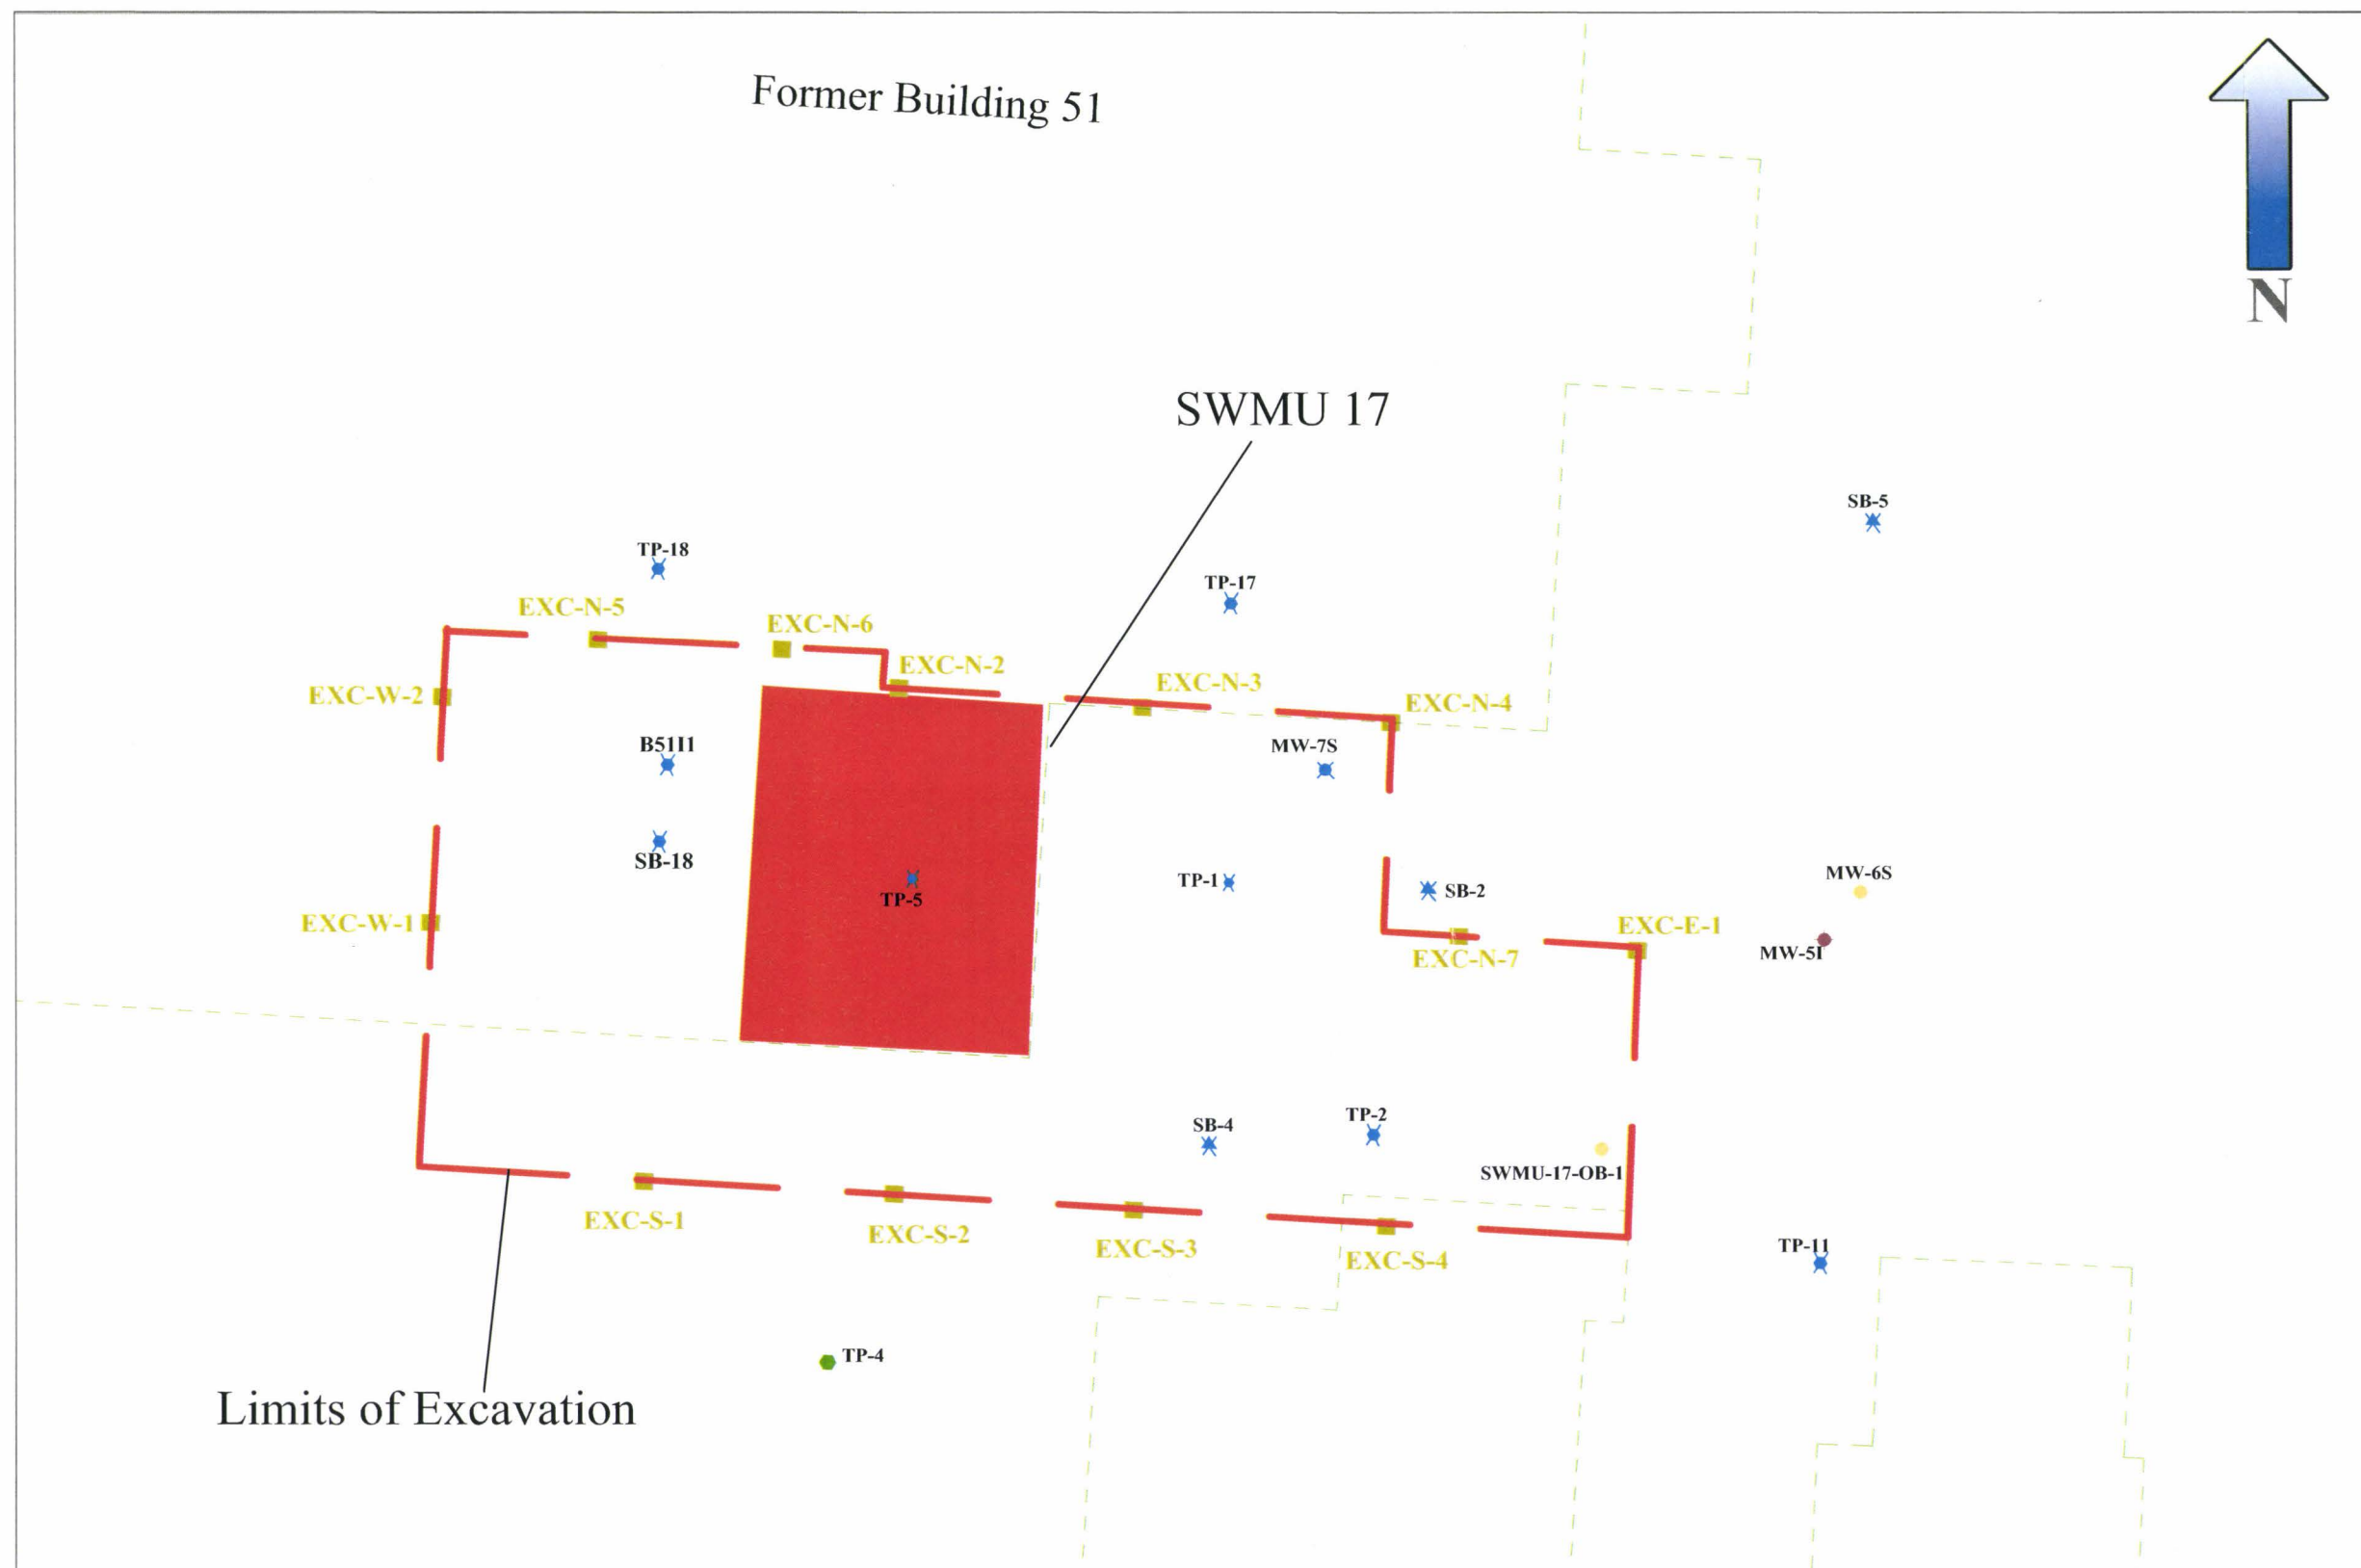 Former Building 51
N
SWMU 17
SB-5
TP-18
TP-17
EXC-N-5
EXC-N-6
EXC-N-2
EXC-N-3
EXC-W-2
EXC-N-4
B51I1
MW-7S
SB-18
TP-5
TP-1
SB-2
MW-6S
EXC-W-1
EXC-E-1
EXC-N-7
MW-5I
SB-4
TP-2
SWMU-17-OB-1
EXC-S-1
EXC-S-2
EXC-S-3
EXC-S-4
TP-11
TP-4
Limits of Excavation